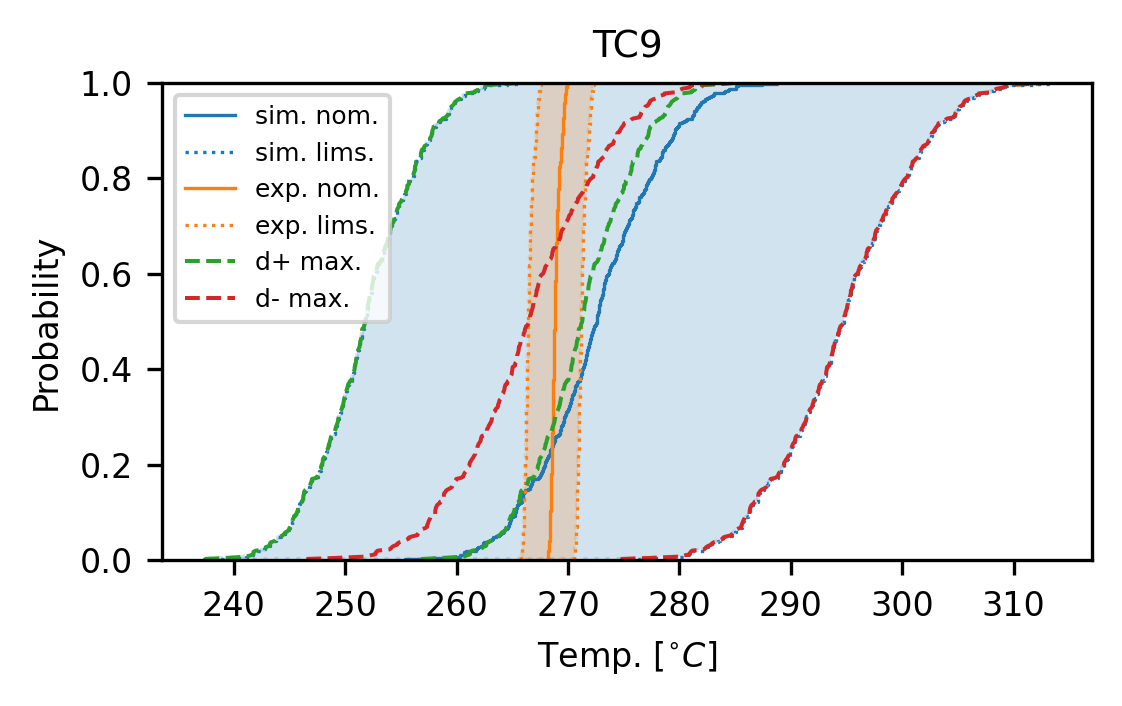 TC9
1.0
0.8
0.6
0.4
0.2
0.0
Probability
sim. nom.
sim. lims.
exp. nom.
exp. lims.
d+ max.
d- max.
240 250 260 270 280 290 300 310
Temp. [°C]